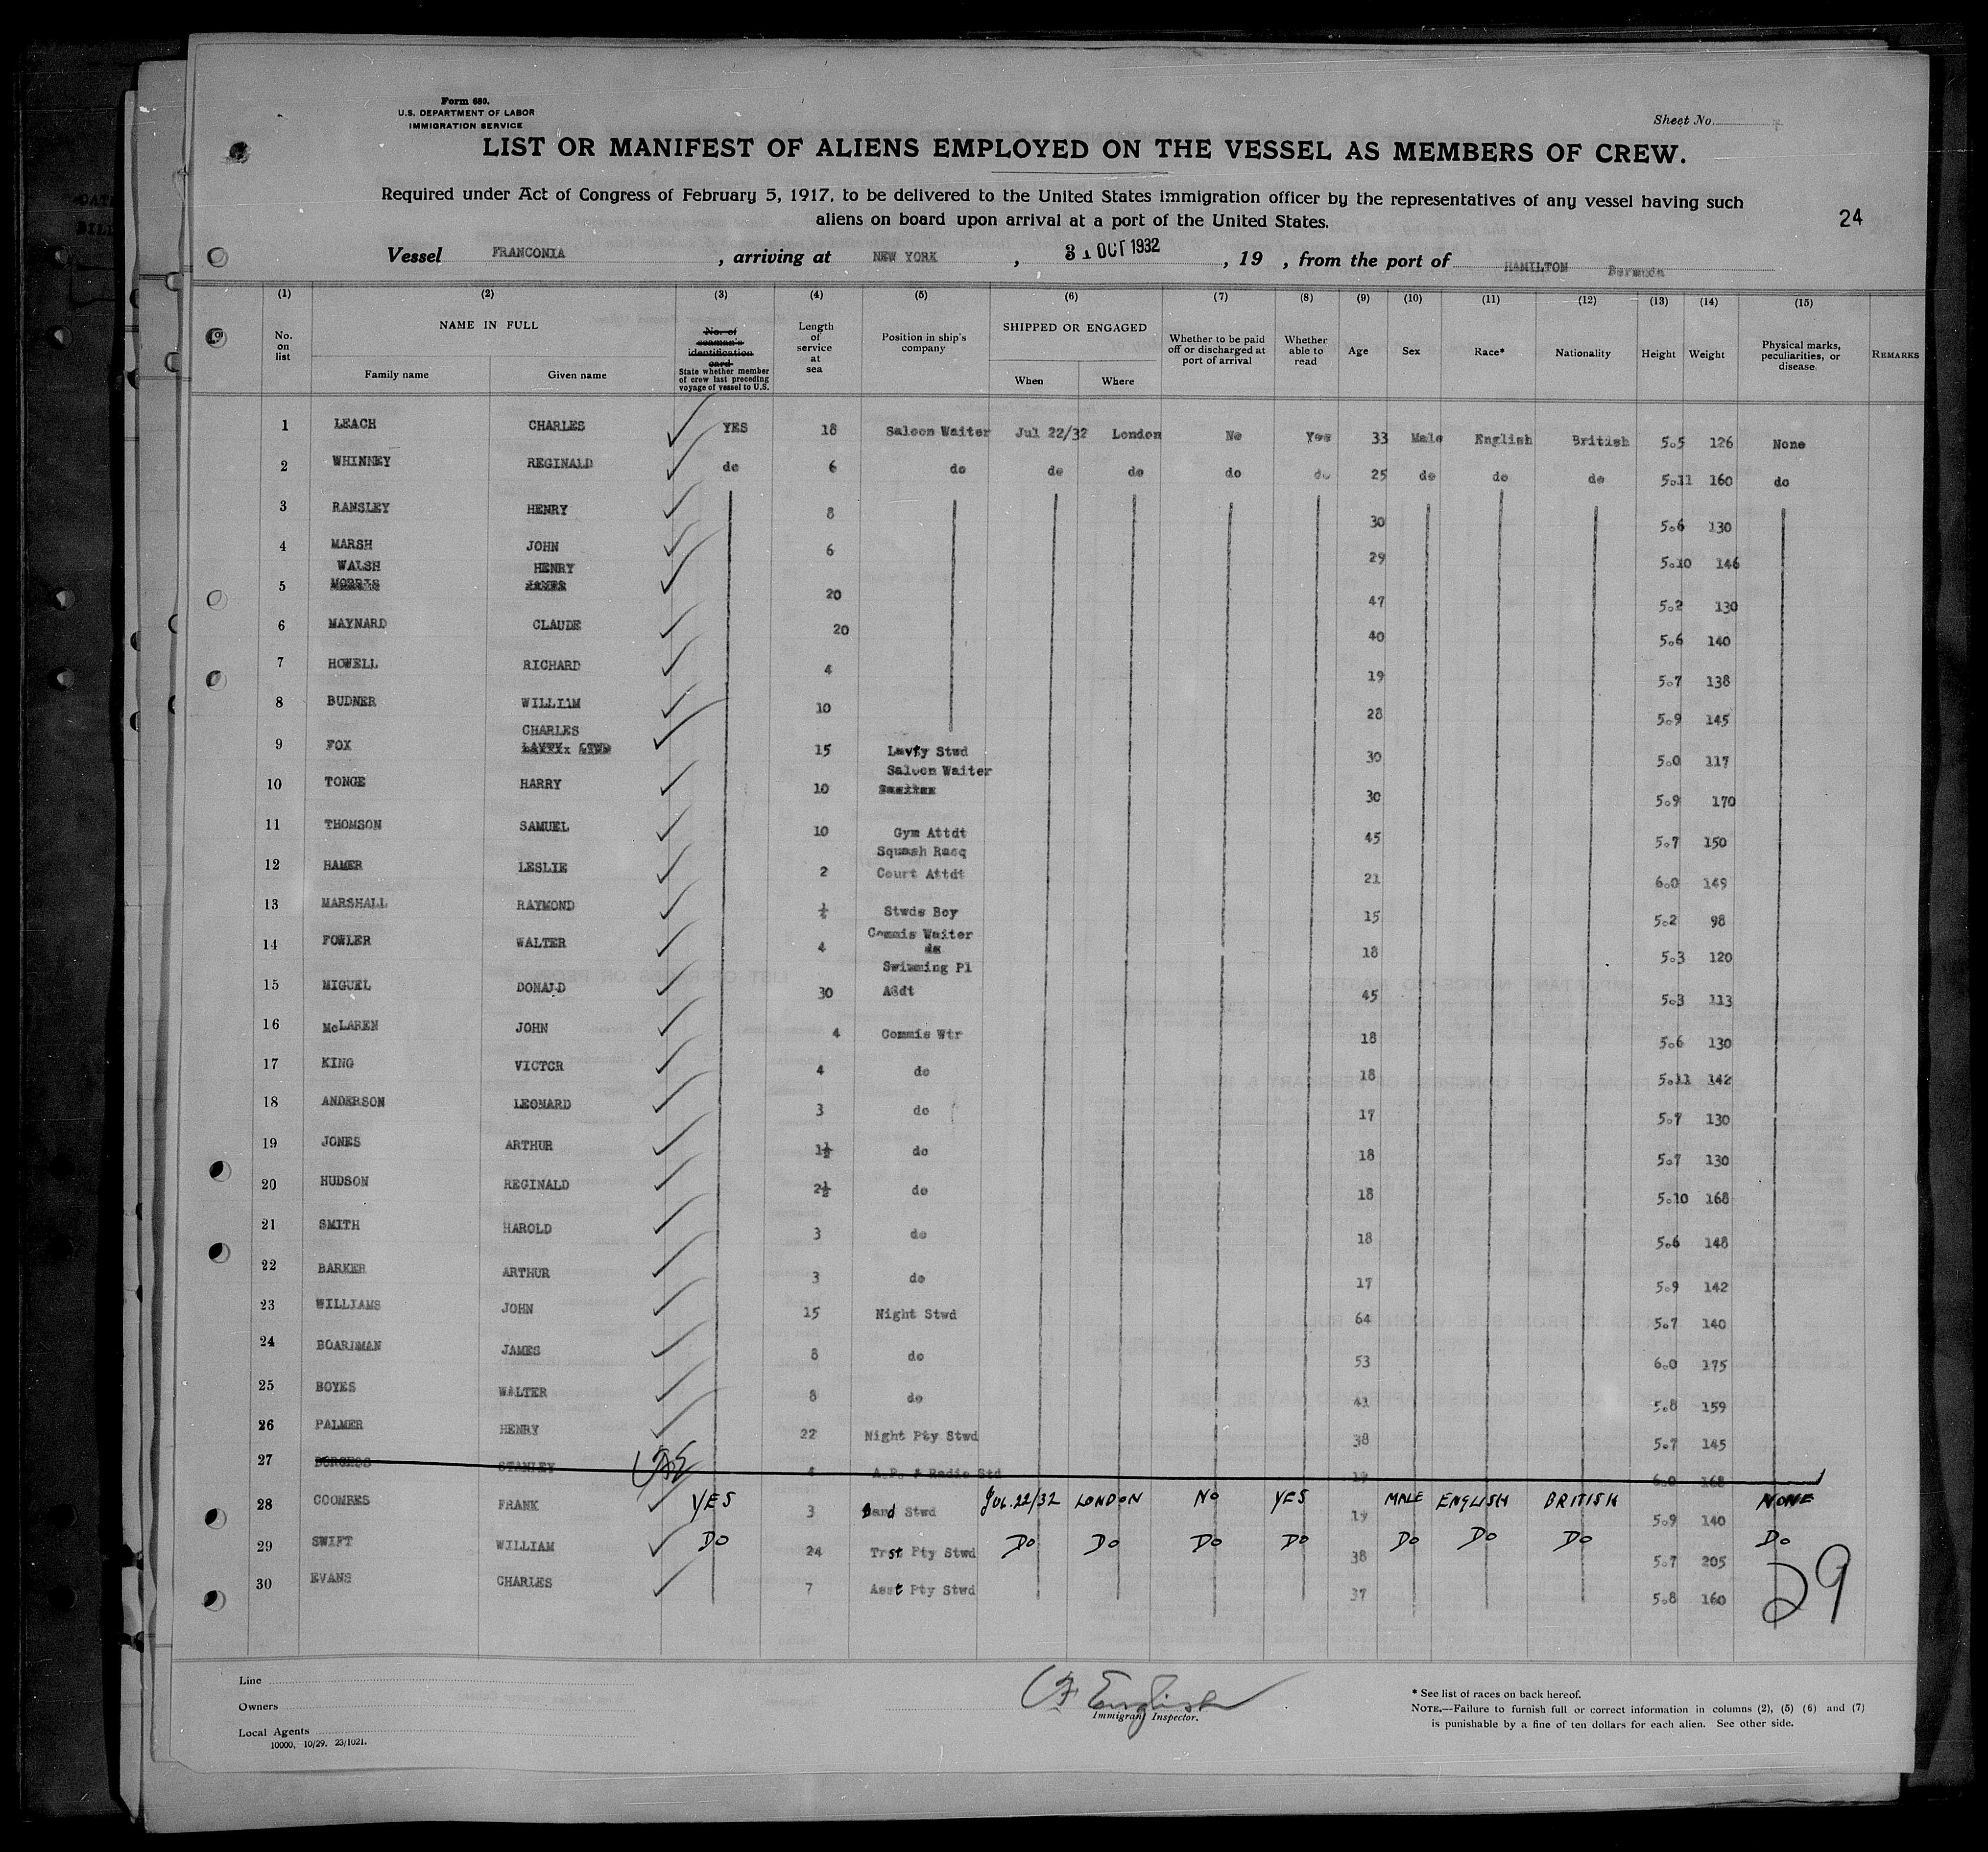 Form 680.
U.S. DEPARTMENT OF LABOR
IMMIGRATION SERVICE
Sheet No.
LIST OR MANIFEST OF ALIENS EMPLOYED ON THE VESSEL AS MEMBERS OF CREW.
Required under Act of Congress of February 5, 1917, to be delivered to the United States immigration officer by the representatives of any vessel having such
aliens on board upon arrival at a port of the United States.
24
Vessel FRANCONIA , arriving at NEW YORK , 31 OCT 1932 , 19 , from the port of HAMILTON Bermuda
(1) (2) (3) (4) (5) (6) (7) (8) (9) (10) (11) (12) (13) (14) (15)
No. on list
NAME IN FULL
Family name
Given name
No. of seaman's identification card
State whether member of crew last preceding voyage of vessel to U.S.
Length of service at sea
Position in ship's company
SHIPPED OR ENGAGED
When
Where
Whether to be paid off or discharged at port of arrival
Whether able to read
Age
Sex
Race*
Nationality
Height
Weight
Physical marks, peculiarities, or disease.
REMARKS
1 LEACH CHARLES YES 18 Saloon Waiter Jul 22/32 London No Yes 33 Male English British 5.5 126 None
2 WHINNEY REGINALD do 6 do do do do do 25 do do do 5.11 160 do
3 RANSLEY HENRY 8 30 5.6 130
4 MARSH JOHN 6 29 5.10 146
WALSH HENRY
5 MORRIS JAMES 20 47 5.2 130
6 MAYNARD CLAUDE 20 40 5.6 140
7 HOWELL RICHARD 4 19 5.7 138
8 BUDNER WILLIAM 10 28 5.9 145
CHARLES
9 FOX LAVTY STWD 15 Lavty Stwd 30 5.0 117
Saloon Waiter
10 TONGE HARRY 10 30 5.9 170
11 THOMSON SAMUEL 10 Gym Attdt 45 5.7 150
Squash Racq
12 HAMER LESLIE 2 Court Attdt 21 6.0 149
13 MARSHALL RAYMOND ½ Stwds Boy 15 5.2 98
Commis Waiter
14 FOWLER WALTER 4 do 18 5.3 120
Swimming Pl
15 MIGUEL DONALD 30 Atdt 45 5.3 113
16 McLAREN JOHN 4 Commis Wtr 18 5.6 130
17 KING VICTOR 4 do 18 5.11 142
18 ANDERSON LEONARD 3 do 17 5.7 130
19 JONES ARTHUR 1½ do 18 5.7 130
20 HUDSON REGINALD 2½ do 18 5.10 168
21 SMITH HAROLD 3 do 18 5.6 148
22 BARKER ARTHUR 3 do 17 5.9 142
23 WILLIAMS JOHN 15 Night Stwd 64 5.7 140
24 BOARDMAN JAMES 8 do 53 6.0 175
25 BOYES WALTER 8 do 41 5.8 159
26 PALMER HENRY 22 Night Pty Stwd 38 5.7 145
27 BURGESS STANLEY 4 19 6.0 168
28 COOMBES FRANK YES 3 Band Stwd JUL.22/32 LONDON NO YES 19 MALE ENGLISH BRITISH 5.9 140 NONE
29 SWIFT WILLIAM DO 24 Trst Pty Stwd DO DO DO DO 38 DO DO DO 5.7 205 DO
30 EVANS CHARLES 7 Asst Pty Stwd 37 5.8 160
29
Line
Owners
Local Agents
10000, 10/29. 23/1021.
English
Immigrant Inspector.
* See list of races on back hereof.
NOTE.—Failure to furnish full or correct information in columns (2), (5) (6) and (7)
is punishable by a fine of ten dollars for each alien. See other side.